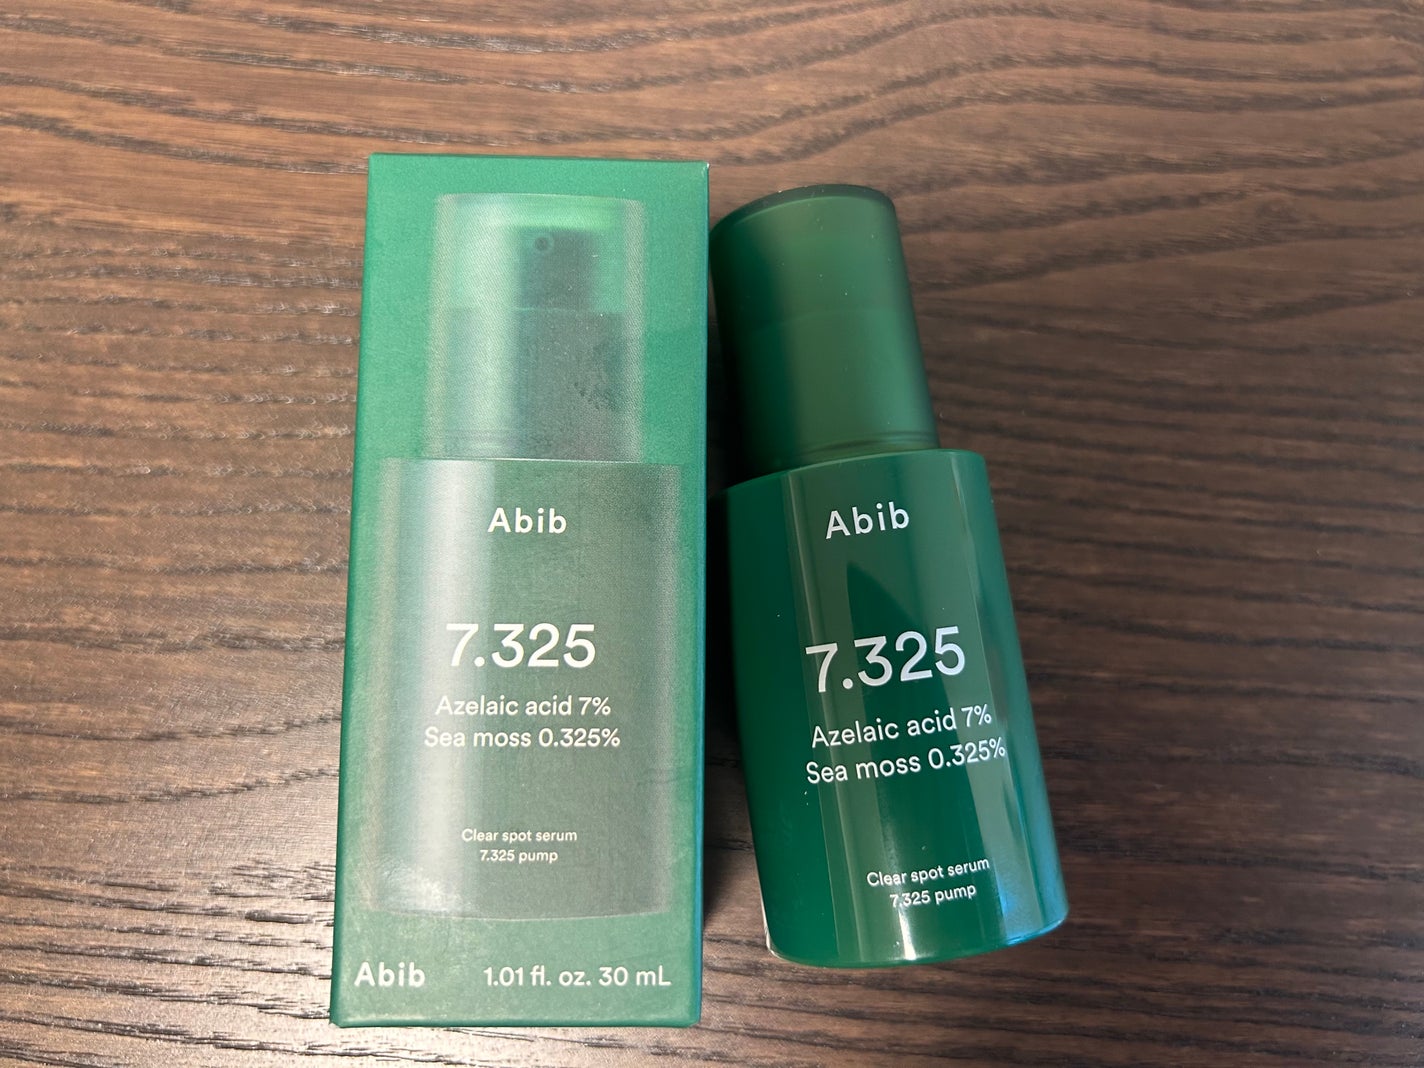 Abib
7.325
Azelaic acid 7%
Sea moss 0.325%
Clear spot serum
7.325 pump
Abib 1.01 fl. oz. 30 mL
Abib
7.325
Azelaic acid 7%
Sea moss 0.325%
Clear spot serum
7.325 pump